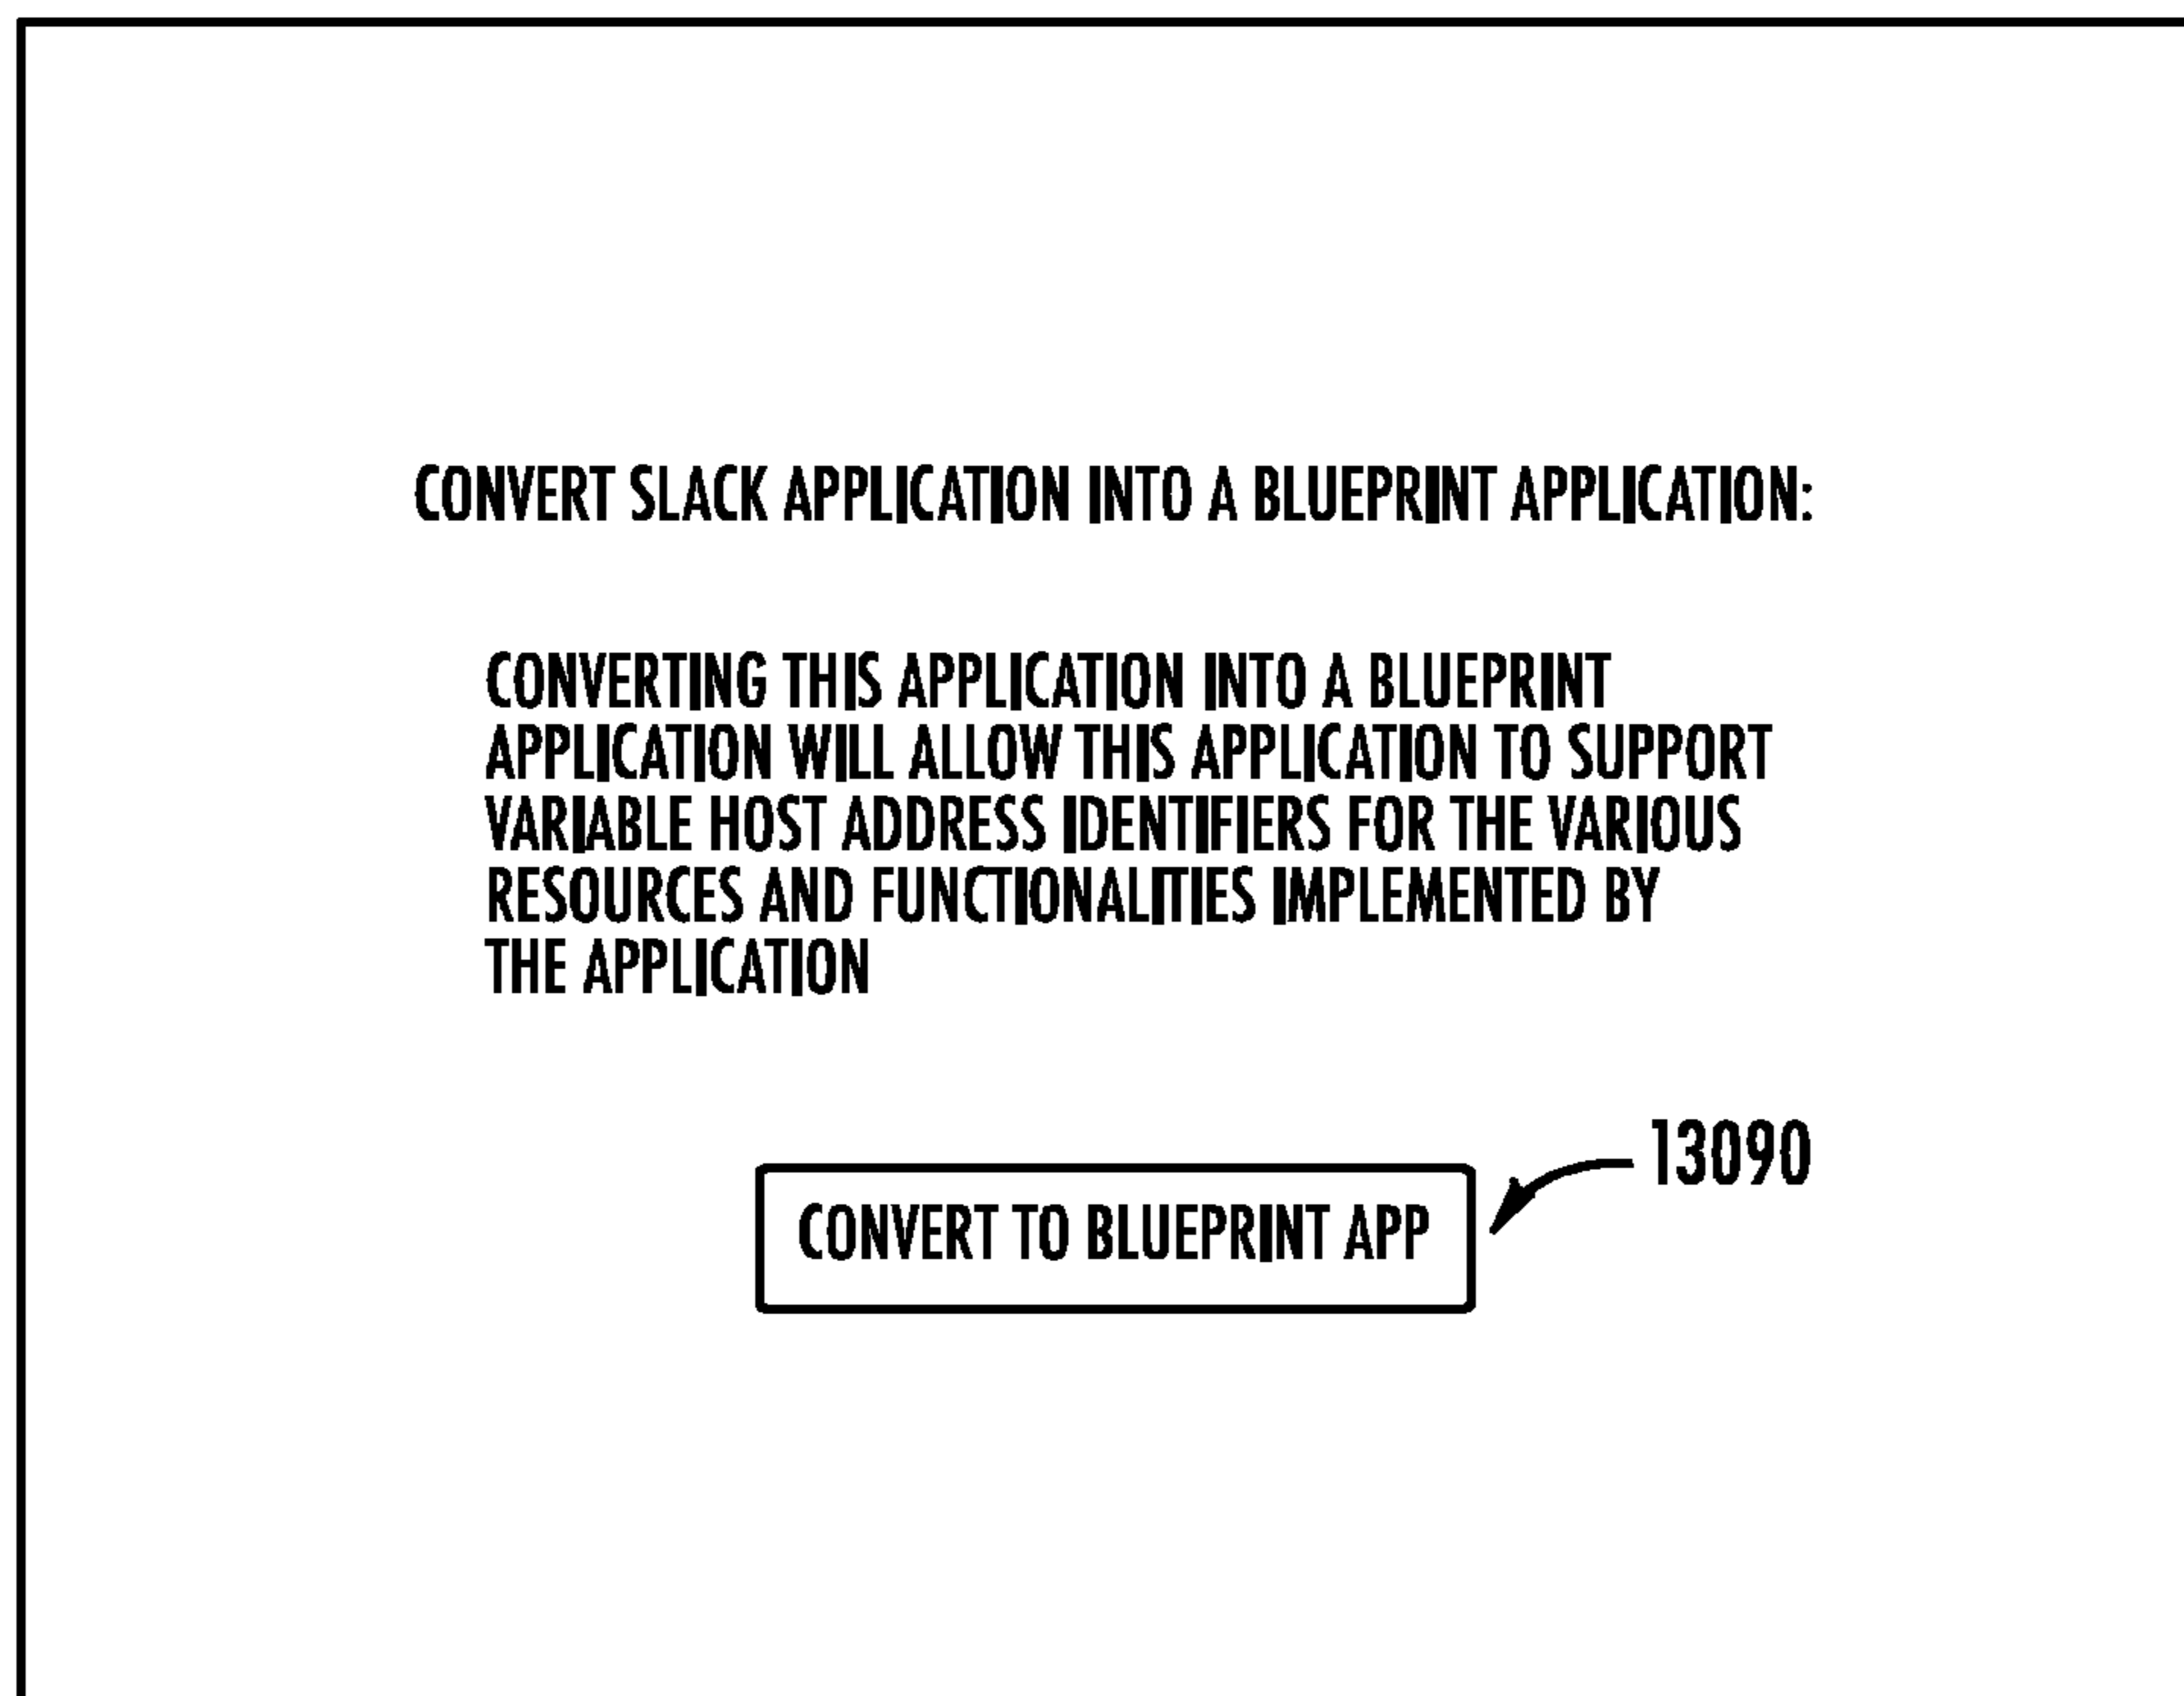 CONVERT SLACK APPLICATION INTO A BLUEPRINT APPLICATION:
CONVERTING THIS APPLICATION INTO A BLUEPRINT
APPLICATION WILL ALLOW THIS APPLICATION TO SUPPORT
VARIABLE HOST ADDRESS IDENTIFIERS FOR THE VARIOUS
RESOURCES AND FUNCTIONALITIES IMPLEMENTED BY
THE APPLICATION
13090
CONVERT TO BLUEPRINT APP